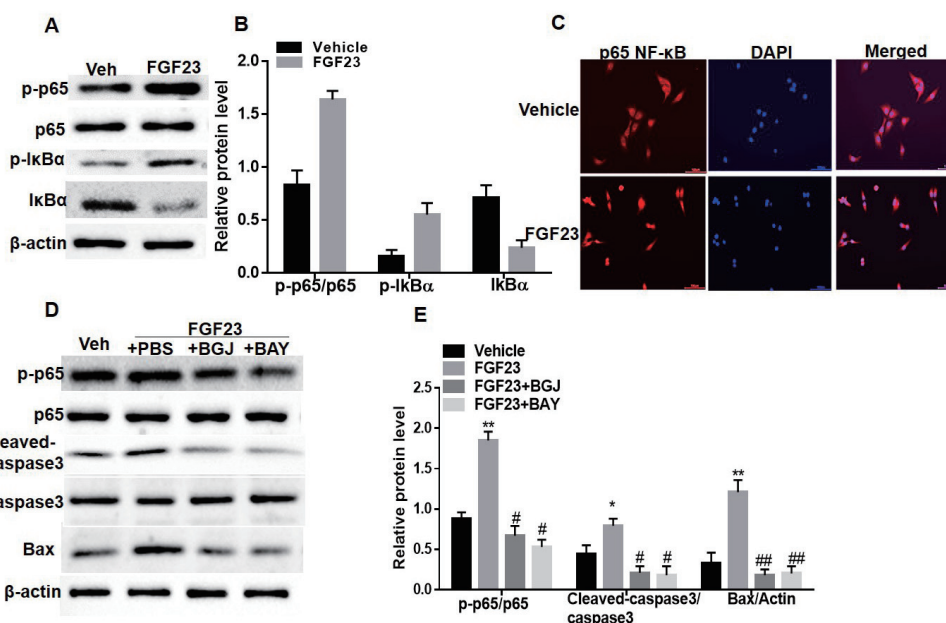 A
Veh FGF23
p-p65
p65
p-IκBα
IκBα
β-actin
B
Vehicle
FGF23
Relative protein level
2.0
1.5
1.0
0.5
0.0
p-p65/p65 p-IkBα IkBα
C
p65 NF-κB DAPI Merged
Vehicle
FGF23
D
FGF23
Veh +PBS +BGJ +BAY
p-p65
p65
leaved-
aspase3
aspase3
Bax
β-actin
E
Vehicle
FGF23
FGF23+BGJ
FGF23+BAY
Relative protein level
2.5
2.0
1.5
1.0
0.5
0.0
** # #
* # #
** ## ##
p-p65/p65 Cleaved-caspase3/ Bax/Actin
caspase3